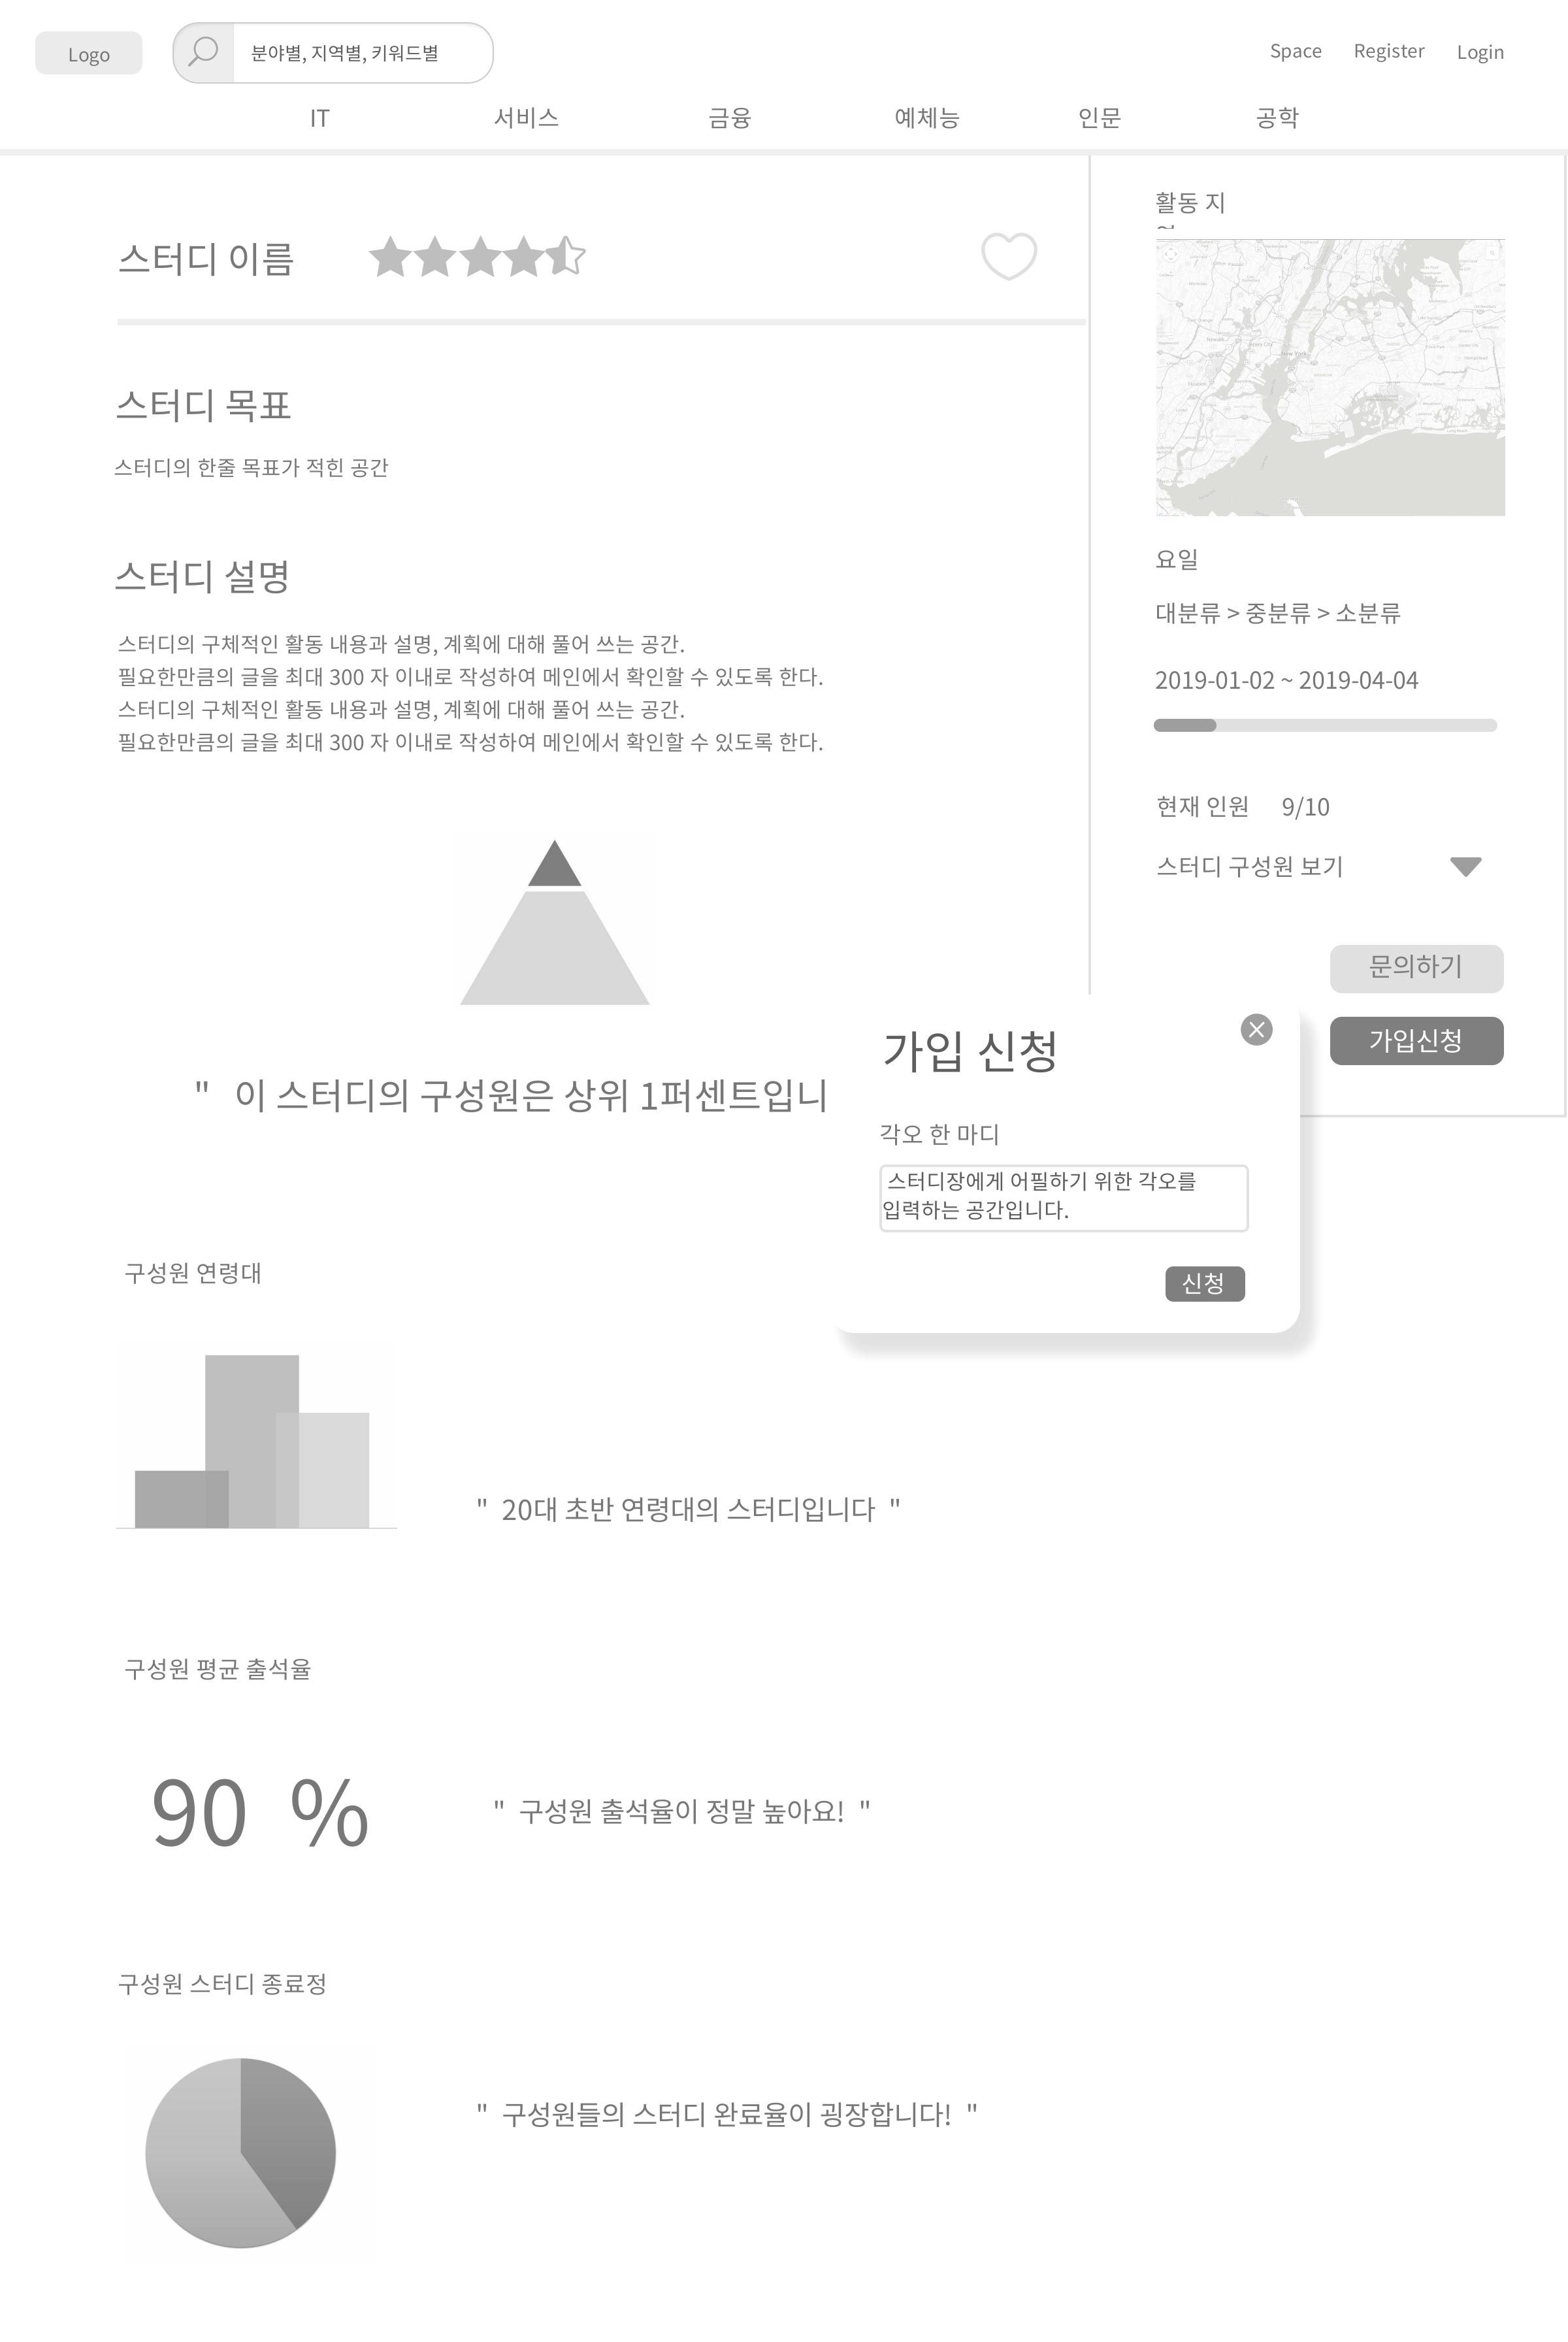 Logo
분야별, 지역별, 키워드별
Space
Register
Login
IT
서비스
금융
예체능
인문
공학
스터디 이름
스터디 목표
스터디의 한줄 목표가 적힌 공간
스터디 설명
스터디의 구체적인 활동 내용과 설명, 계획에 대해 풀어 쓰는 공간.
필요한만큼의 글을 최대 300 자 이내로 작성하여 메인에서 확인할 수 있도록 한다.
스터디의 구체적인 활동 내용과 설명, 계획에 대해 풀어 쓰는 공간.
필요한만큼의 글을 최대 300 자 이내로 작성하여 메인에서 확인할 수 있도록 한다.
" 이 스터디의 구성원은 상위 1퍼센트입니
활동 지
New York
Newark
요일
대분류 > 중분류 > 소분류
2019-01-02 ~ 2019-04-04
현재 인원 9/10
스터디 구성원 보기
문의하기
가입신청
가입 신청
각오 한 마디
스터디장에게 어필하기 위한 각오를
입력하는 공간입니다.
신청
구성원 연령대
" 20대 초반 연령대의 스터디입니다 "
구성원 평균 출석율
90 %
" 구성원 출석율이 정말 높아요! "
구성원 스터디 종료정
" 구성원들의 스터디 완료율이 굉장합니다! "